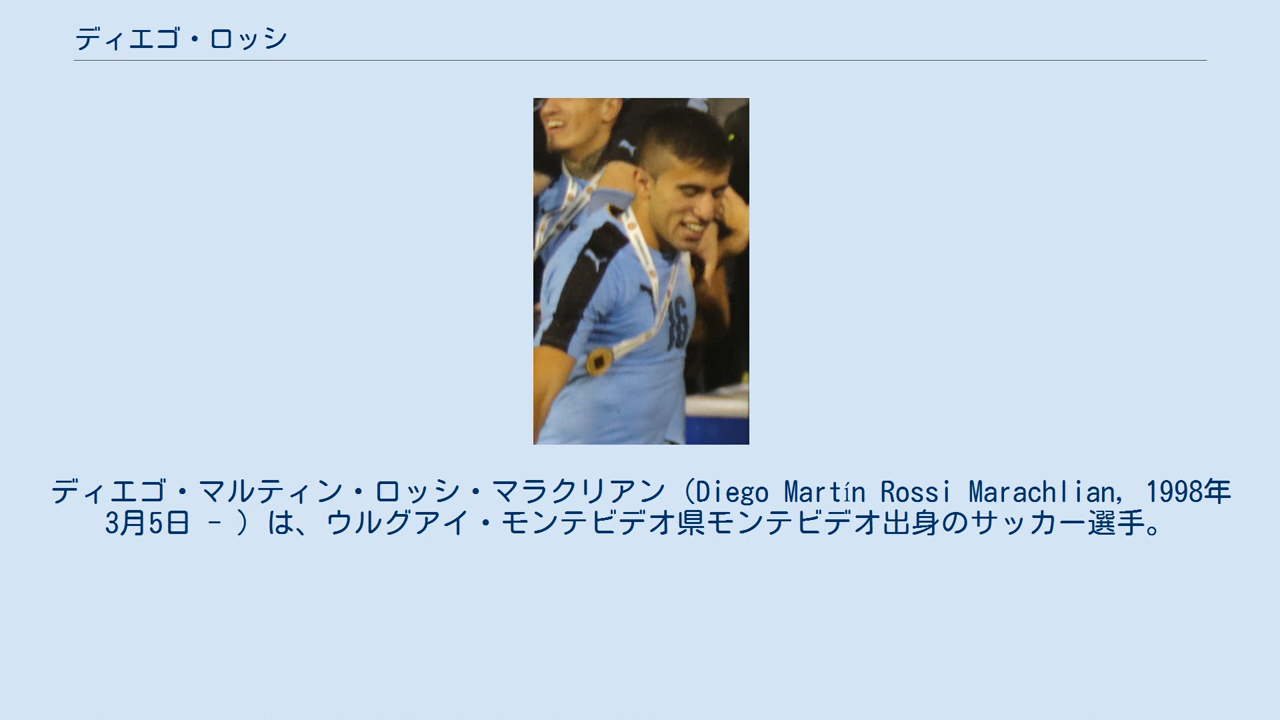 ディエゴ・ロッシ
16
ディエゴ・マルティン・ロッシ・マラクリアン（Diego Martín Rossi Marachlian, 1998年
3月5日 - ）は、ウルグアイ・モンテビデオ県モンテビデオ出身のサッカー選手。